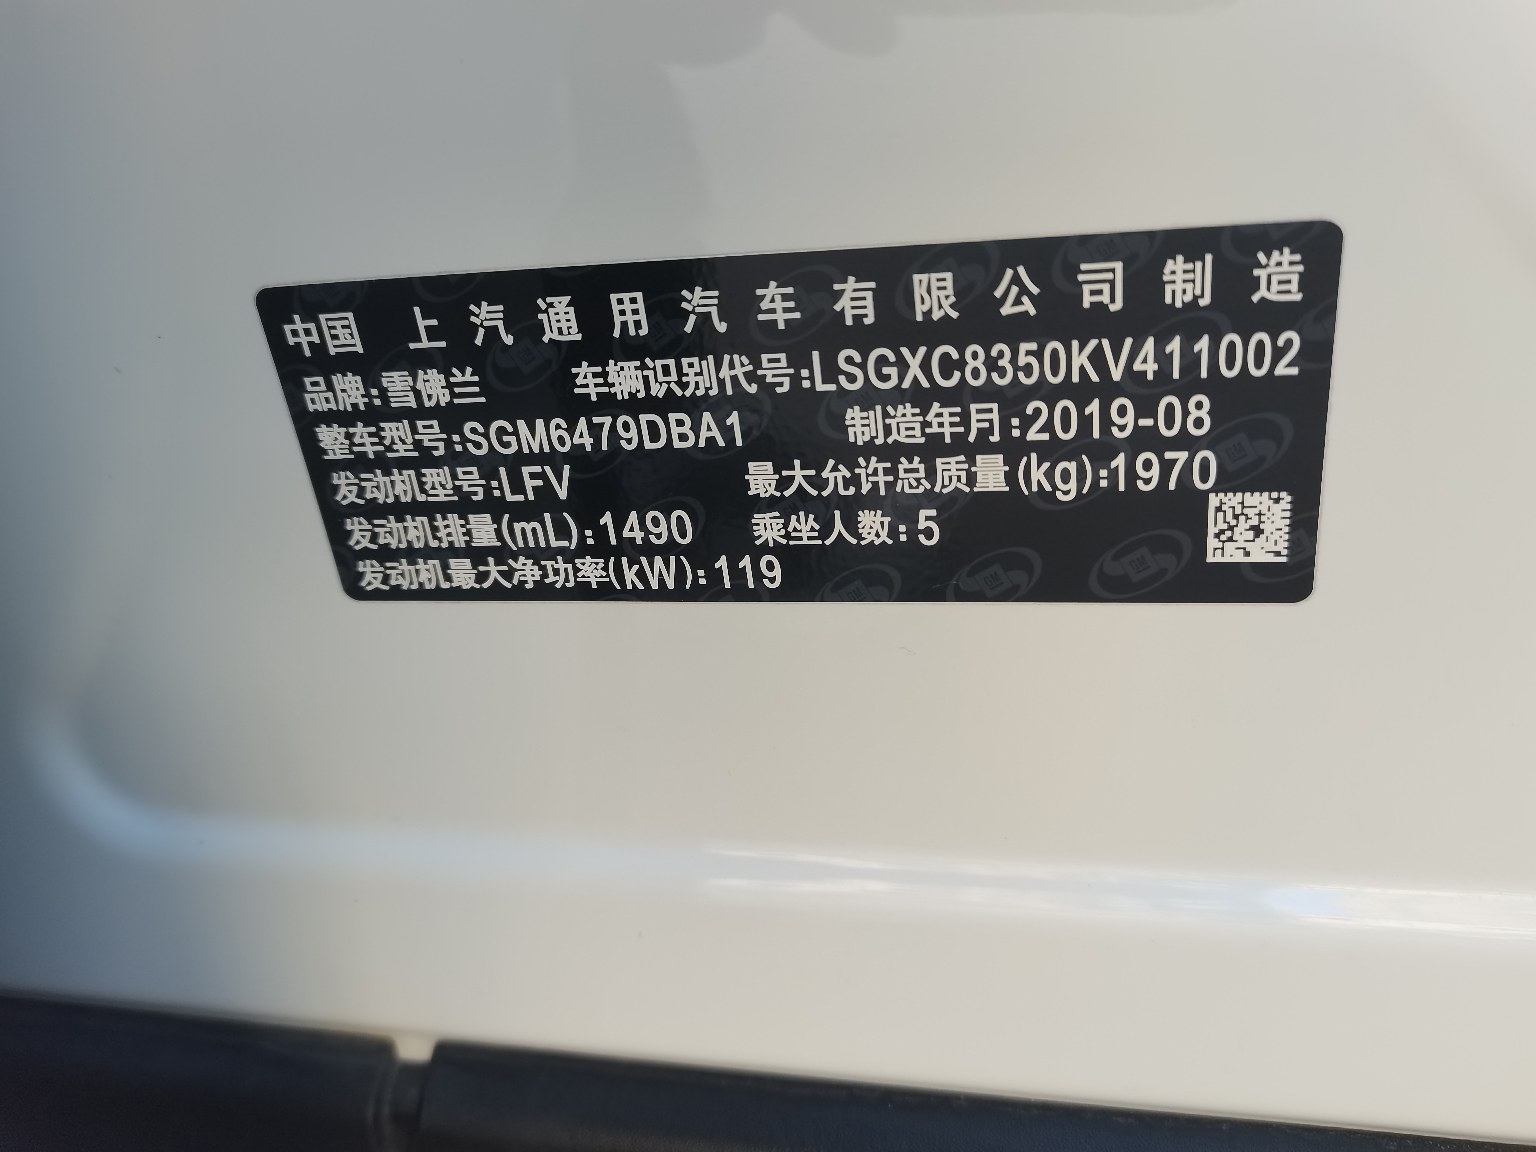 中国 上汽通用汽车有限公司制造
品牌:雪佛兰 车辆识别代号:LSGXC8350KV411002
整车型号:SGM6479DBA1 制造年月:2019-08
发动机型号:LFV 最大允许总质量(kg):1970
发动机排量(mL):1490 乘坐人数:5
发动机最大净功率(kW):119